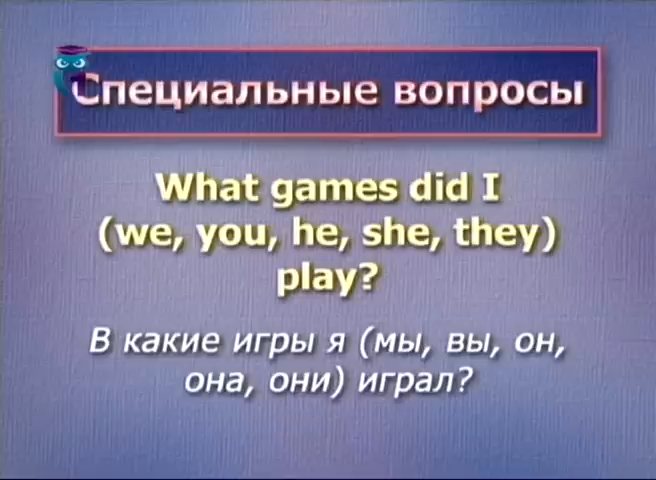 Специальные вопросы
What games did I
(we, you, he, she, they)
play?
В какие игры я (мы, вы, он,
она, они) играл?